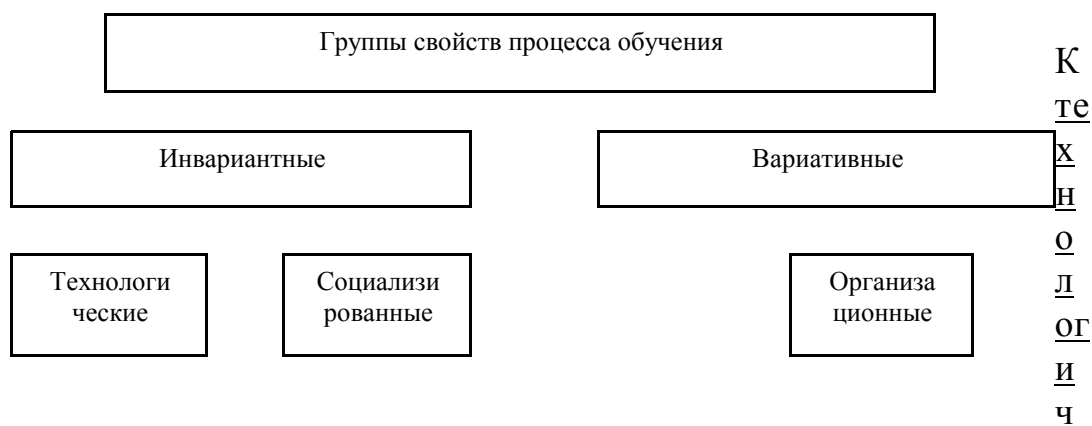 Группы свойств процесса обучения
Инвариантные
Вариативные
Технологи
ческие
Социализи
рованные
Организа
ционные
К
те
х
н
о
л
ог
и
ч